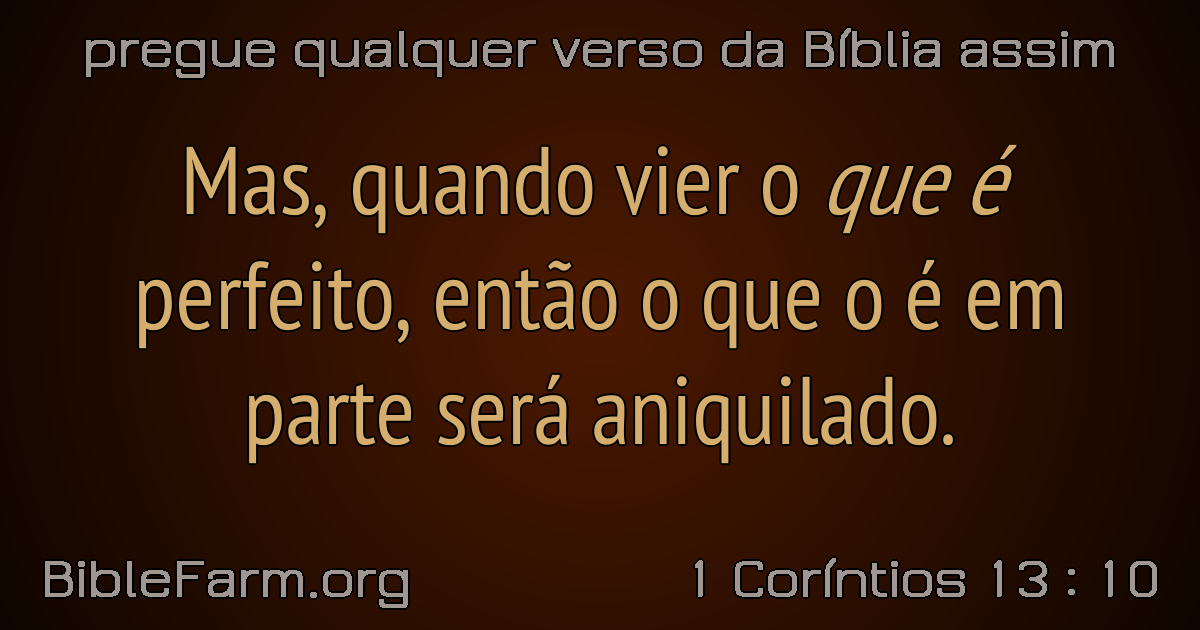 pregue qualquer verso da Bíblia assim
Mas, quando vier o que é
perfeito, então o que o é em
parte será aniquilado.
BibleFarm.org
1 Coríntios 13 : 10